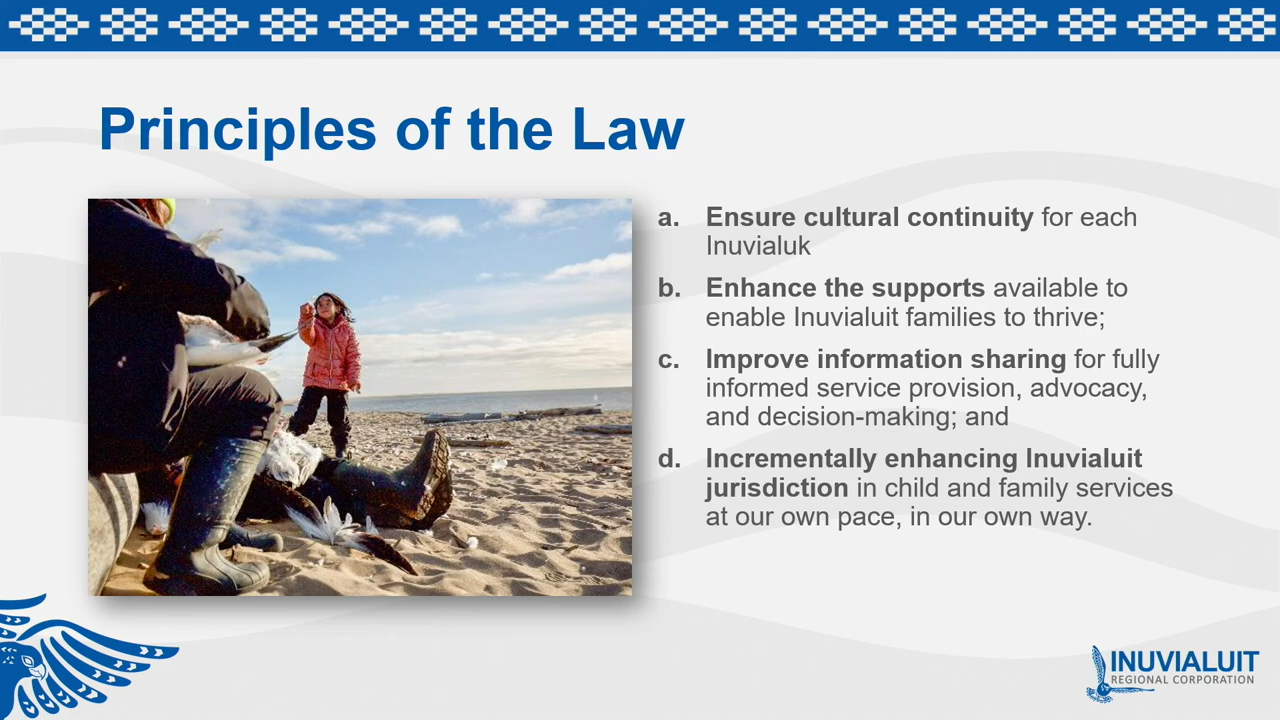 Principles of the Law
a. Ensure cultural continuity for each
Inuvialuk
b. Enhance the supports available to
enable Inuvialuit families to thrive;
c. Improve information sharing for fully
informed service provision, advocacy,
and decision-making; and
d. Incrementally enhancing Inuvialuit
jurisdiction in child and family services
at our own pace, in our own way.
INUVIALUIT
REGIONAL CORPORATION